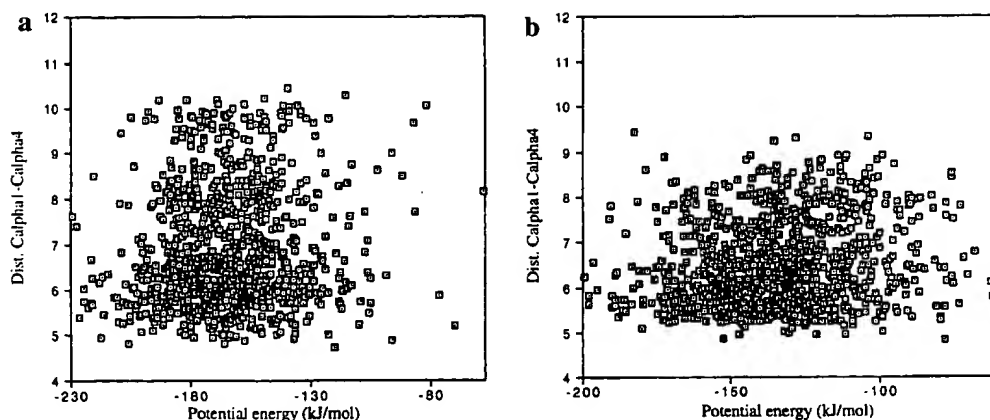 a
12
11
10
9
8
7
6
5
4
Dist. Calpha1-Calpha4
-230 -180 -130 -80
Potential energy (kJ/mol)
b
12
11
10
9
8
7
6
5
4
Dist. Calpha1-Calpha4
-200 -150 -100
Potential energy (kJ/mol)